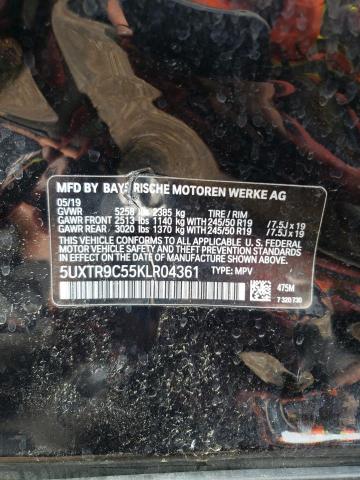 MFD BY BAYERISCHE MOTOREN WERKE AG
05/19
GVWR 5258 lbs 2385 kg TIRE / RIM
GAWR FRONT 2513 lbs 1140 kg WITH 245/50 R19 /7.5J x 19
GAWR REAR 3020 lbs 1370 kg WITH 245/50 R19 /7.5J x 19
THIS VEHICLE CONFORMS TO ALL APPLICABLE U. S. FEDERAL
MOTOR VEHICLE SAFETY AND THEFT PREVENTION
STANDARDS IN EFFECT ON THE DATE OF
MANUFACTURE SHOWN ABOVE.
5UXTR9C55KLR04361 TYPE: MPV
475M
7 320 730